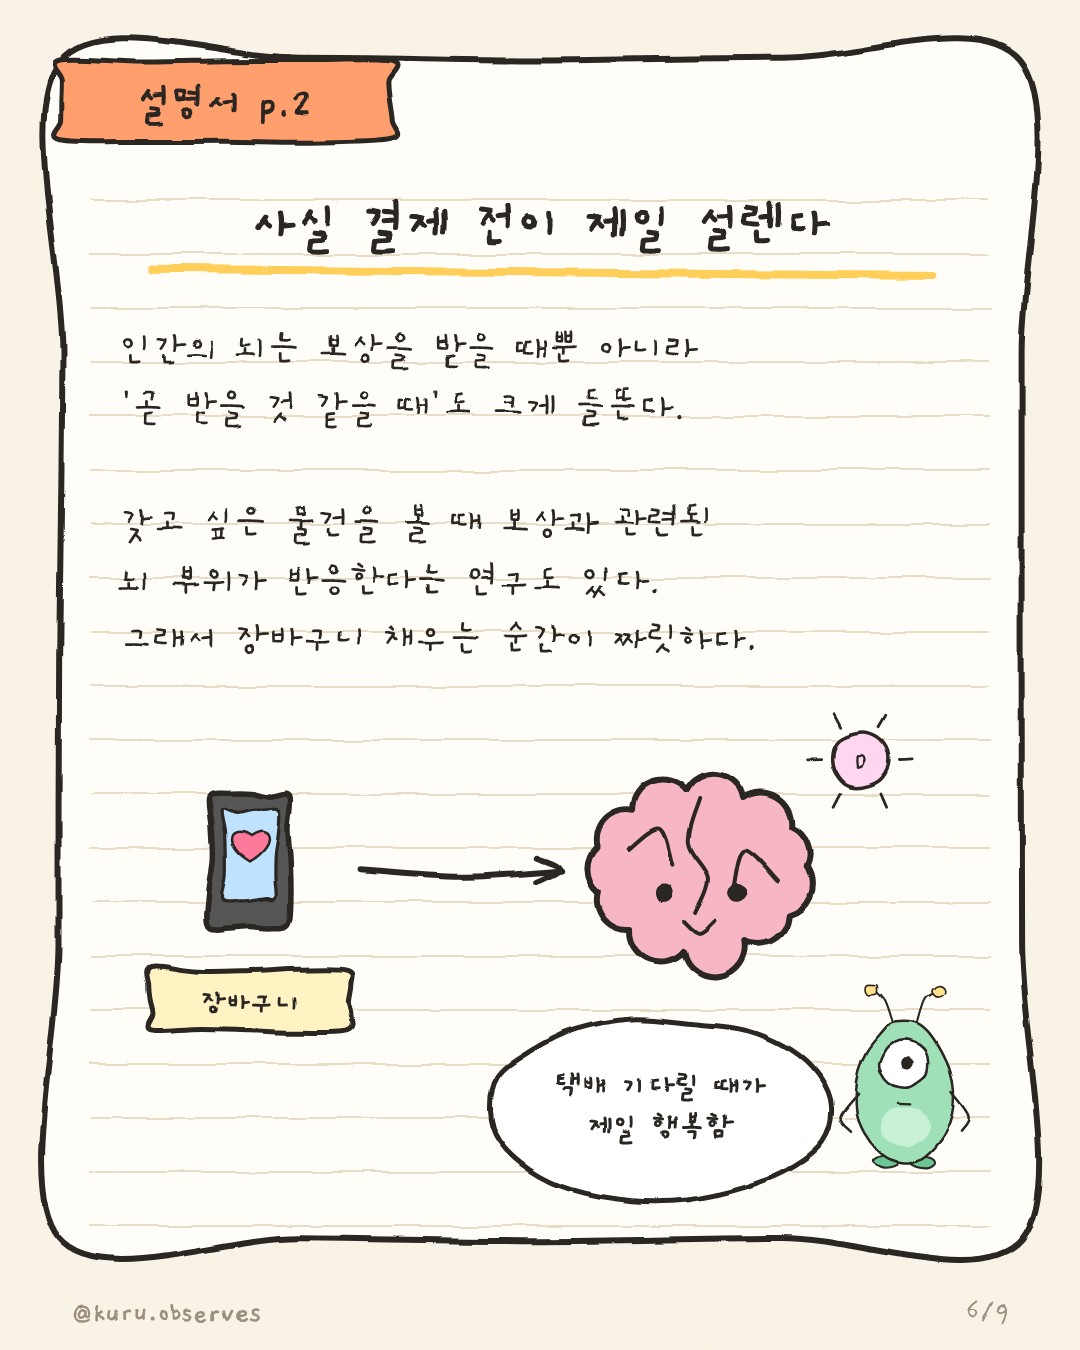 설명서 p.2
사실 결제 전이 제일 설렌다
인간의 뇌는 보상을 받을 때뿐 아니라
'곧 받을 것 같을 때'도 크게 들뜬다.
갖고 싶은 물건을 볼 때 보상과 관련된
뇌 부위가 반응한다는 연구도 있다.
그래서 장바구니 채우는 순간이 짜릿하다.
D
장바구니
택배 기다릴 때가
제일 행복함
@kuru.observes
6/9